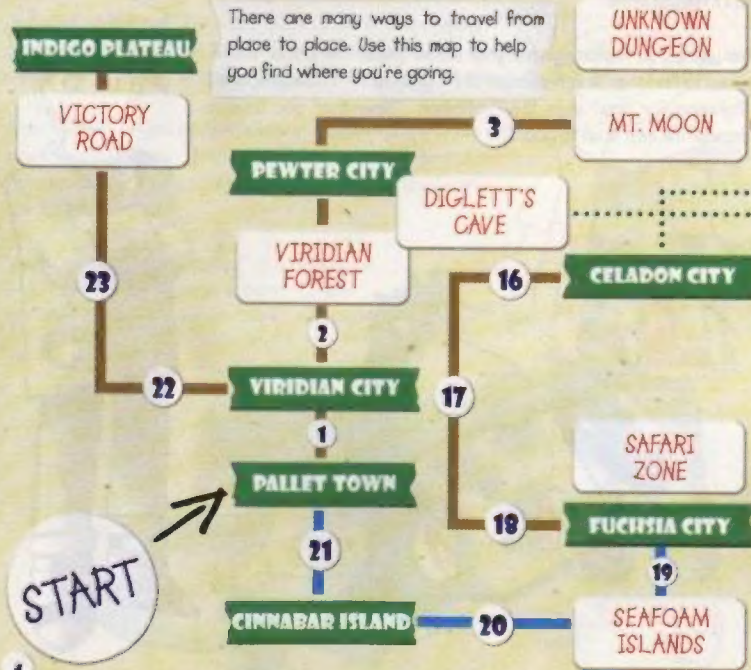 There are many ways to travel from
place to place. Use this map to help
you find where you're going.
UNKNOWN
DUNGEON
INDIGO PLATEAU
VICTORY
ROAD
3
MT. MOON
PEWTER CITY
DIGLETT'S
CAVE
VIRIDIAN
FOREST
16
CELADON CITY
23
2
22
VIRIDIAN CITY
17
1
SAFARI
ZONE
PALLET TOWN
18
FUCHSIA CITY
21
19
START
CINNABAR ISLAND
20
SEAFOAM
ISLANDS